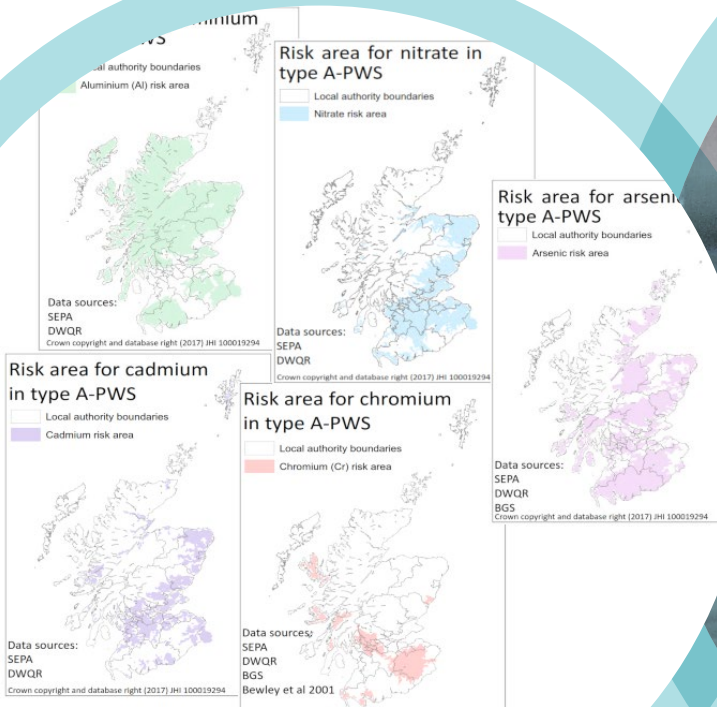 Risk area for nitrate in
type A-PWS
Local authority boundaries
Nitrate risk area
Data sources:
SEPA
DWQR
Crown copyright and database right (2017) JHI 100019294
authority boundaries
Aluminium (Al) risk area
Data sources:
SEPA
DWQR
Crown copyright and database right (2017) JHI 100019294
Risk area for
type A-PWS
Local authority boundaries
Arsenic risk area
Data sources:
SEPA
DWQR
BGS
Crown copyright and database right (2017) JHI 100019294
Risk area for cadmium
in type A-PWS
Local authority boundaries
Cadmium risk area
Data sources:
SEPA
DWQR
Crown copyright and database right (2017) JHI 100019294
Risk area for chromium
in type A-PWS
Local authority boundaries
Chromium (Cr) risk area
Data sources:
SEPA
DWQR
BGS
Bewley et al 2001